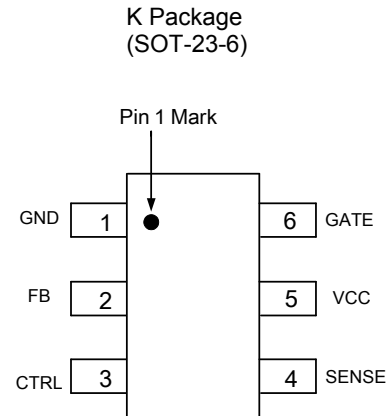 K Package
(SOT-23-6)
Pin 1 Mark
GND 1 6 GATE
FB 2 5 VCC
CTRL 3 4 SENSE